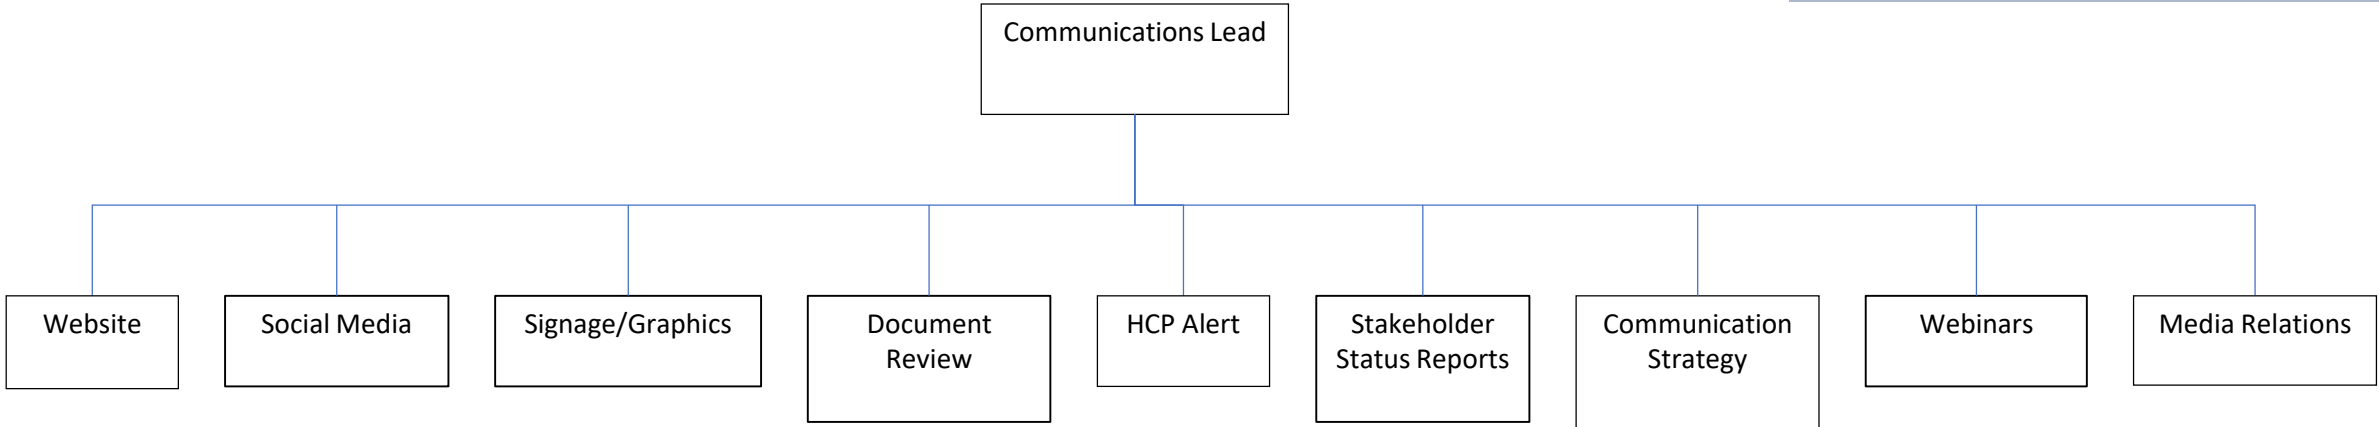 Communications Lead
Website
Social Media
Signage/Graphics
Document
Review
HCP Alert
Stakeholder
Status Reports
Communication
Strategy
Webinars
Media Relations